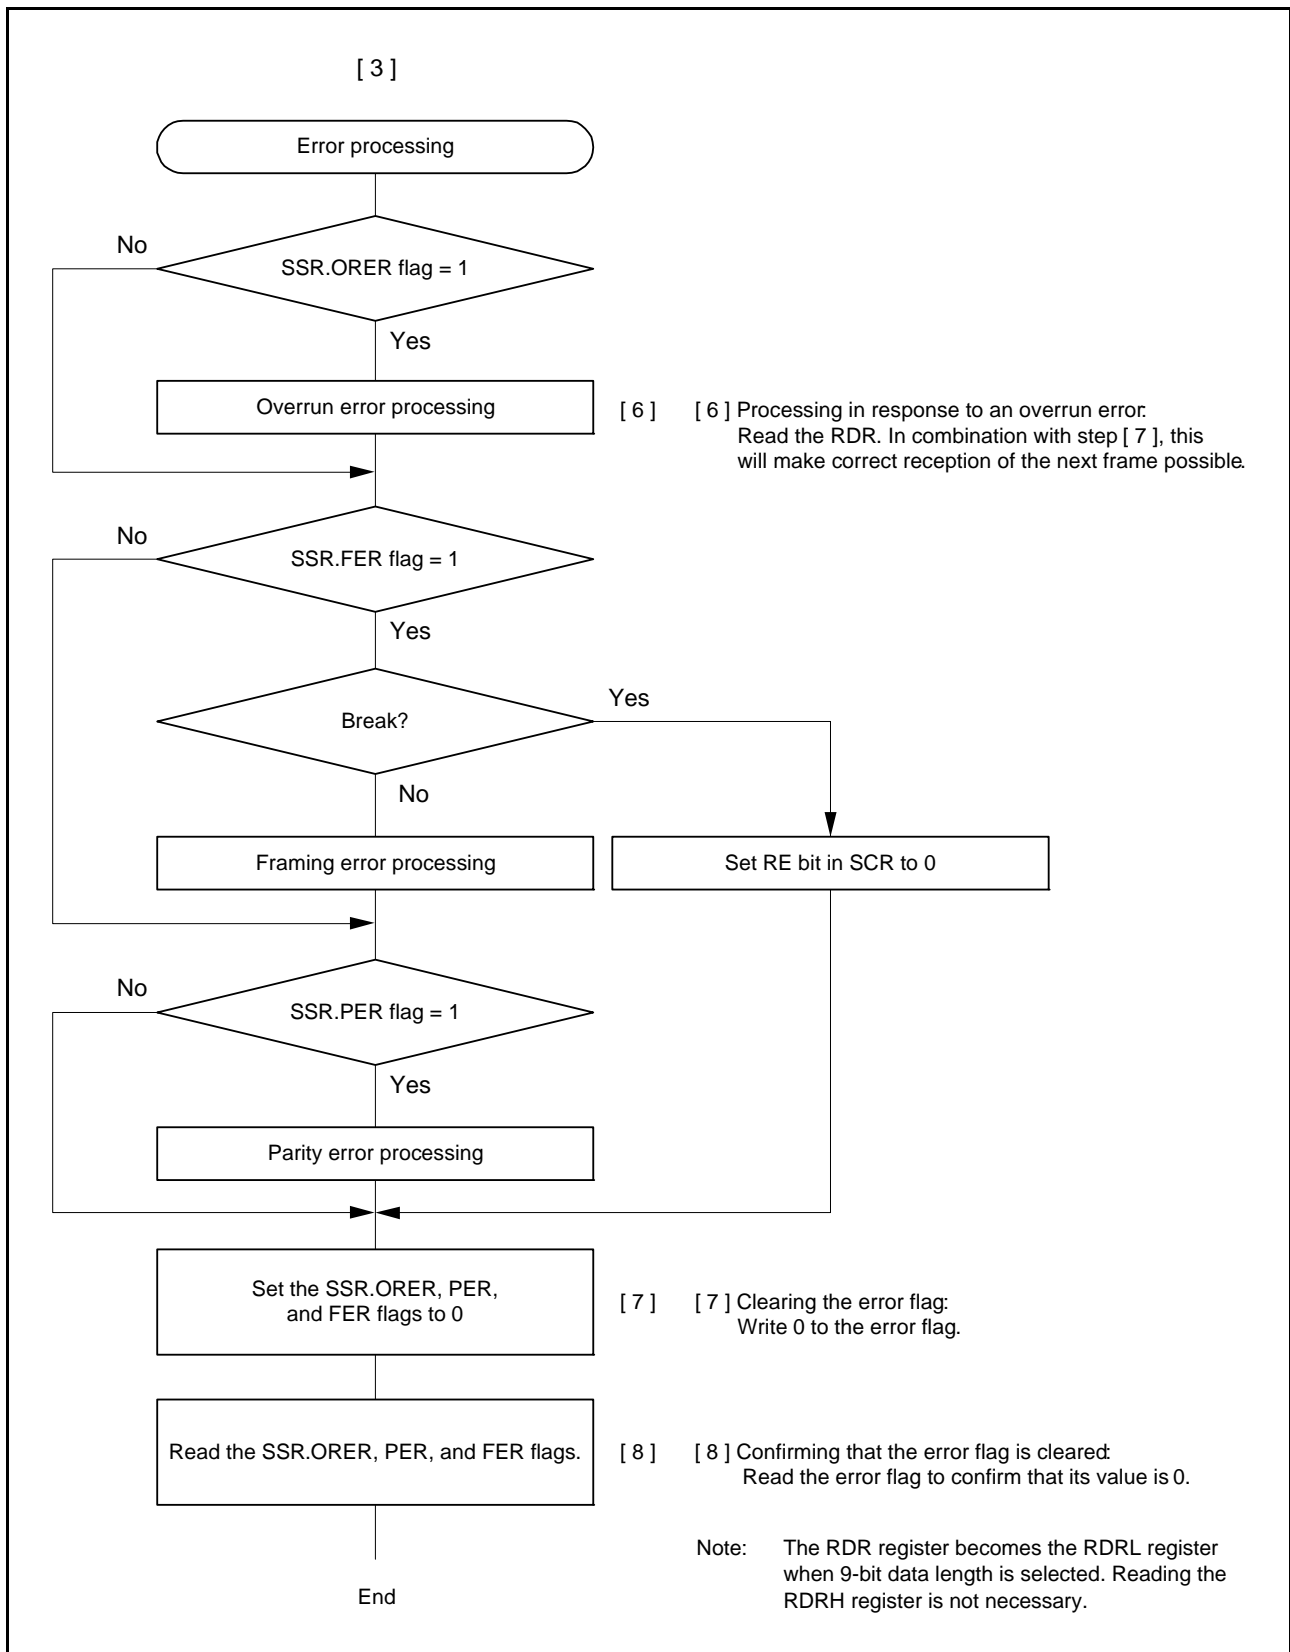 [ 3 ]
Error processing
No
SSR.ORER flag = 1
Yes
Overrun error processing
[ 6 ]
[ 6 ] Processing in response to an overrun error:
Read the RDR. In combination with step [ 7 ], this
will make correct reception of the next frame possible.
No
SSR.FER flag = 1
Yes
Break?
Yes
No
Framing error processing
Set RE bit in SCR to 0
No
SSR.PER flag = 1
Yes
Parity error processing
Set the SSR.ORER, PER,
and FER flags to 0
[ 7 ]
[ 7 ] Clearing the error flag:
Write 0 to the error flag.
Read the SSR.ORER, PER, and FER flags.
[ 8 ]
[ 8 ] Confirming that the error flag is cleared:
Read the error flag to confirm that its value is 0.
Note: The RDR register becomes the RDRL register
when 9-bit data length is selected. Reading the
RDRH register is not necessary.
End